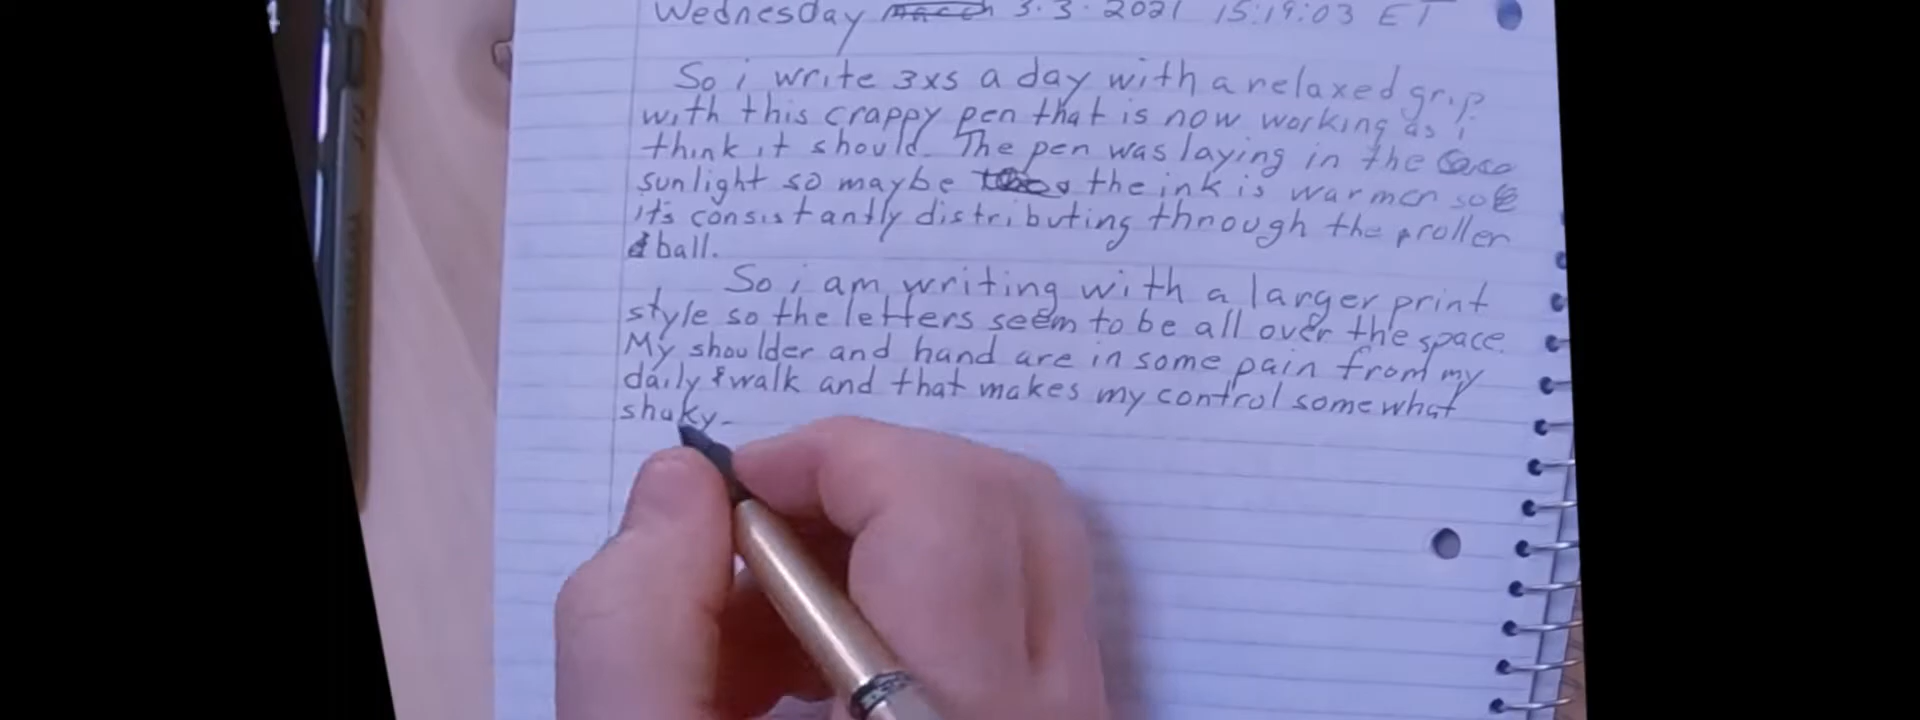 Wednesday 3.3.2021 15:19:03 ET
So i write 3xs a day with a relaxed grip
with this crappy pen that is now working as i
think it should. The pen was laying in the
sunlight so maybe the ink is warmer so
it's consistantly distributing through the roller
ball.
So i am writing with a larger print
style so the letters seem to be all over the space.
My shoulder and hand are in some pain from my
daily walk and that makes my control somewhat
shaky.